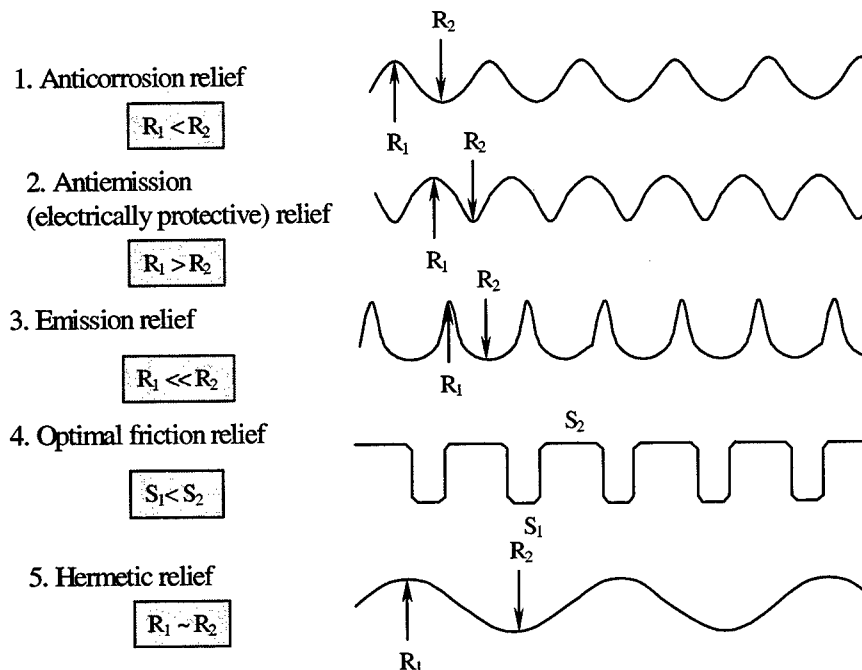 R₂
1. Anticorrosion relief
R₁ < R₂
R₁
R₂
2. Antiemission
(electrically protective) relief
R₁ > R₂
R₁
R₂
3. Emission relief
R₁ << R₂
R₁
4. Optimal friction relief
S₂
S₁ < S₂
S₁
R₂
5. Hermetic relief
R₁ ~ R₂
R₁